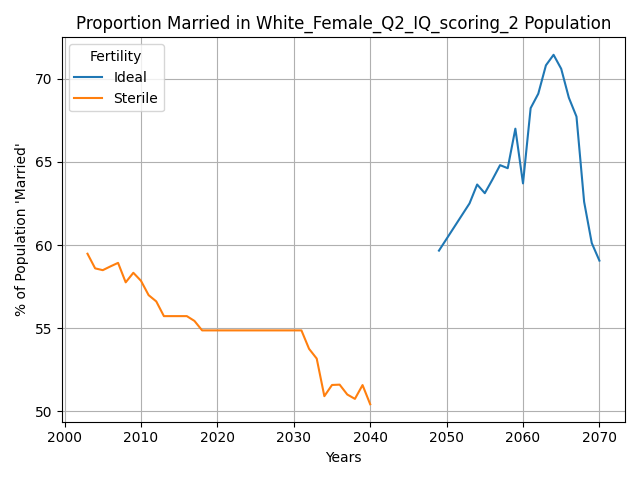 Proportion Married in White_Female_Q2_IQ_scoring_2 Population
Fertility
Ideal
Sterile
% of Population 'Married'
70
65
60
55
50
2000 2010 2020 2030 2040 2050 2060 2070
Years